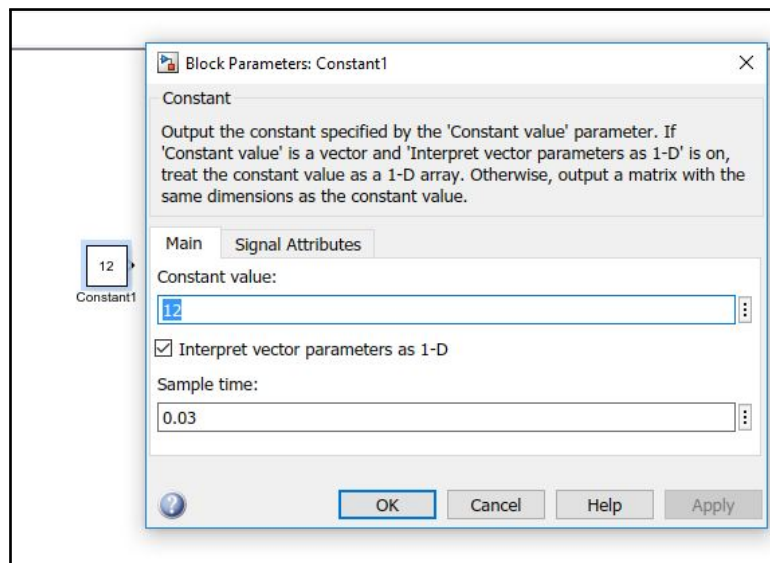 Block Parameters: Constant1
Constant
Output the constant specified by the 'Constant value' parameter. If
'Constant value' is a vector and 'Interpret vector parameters as 1-D' is on,
treat the constant value as a 1-D array. Otherwise, output a matrix with the
same dimensions as the constant value.
Main Signal Attributes
12
Constant1
Constant value:
12
Interpret vector parameters as 1-D
Sample time:
0.03
OK Cancel Help Apply